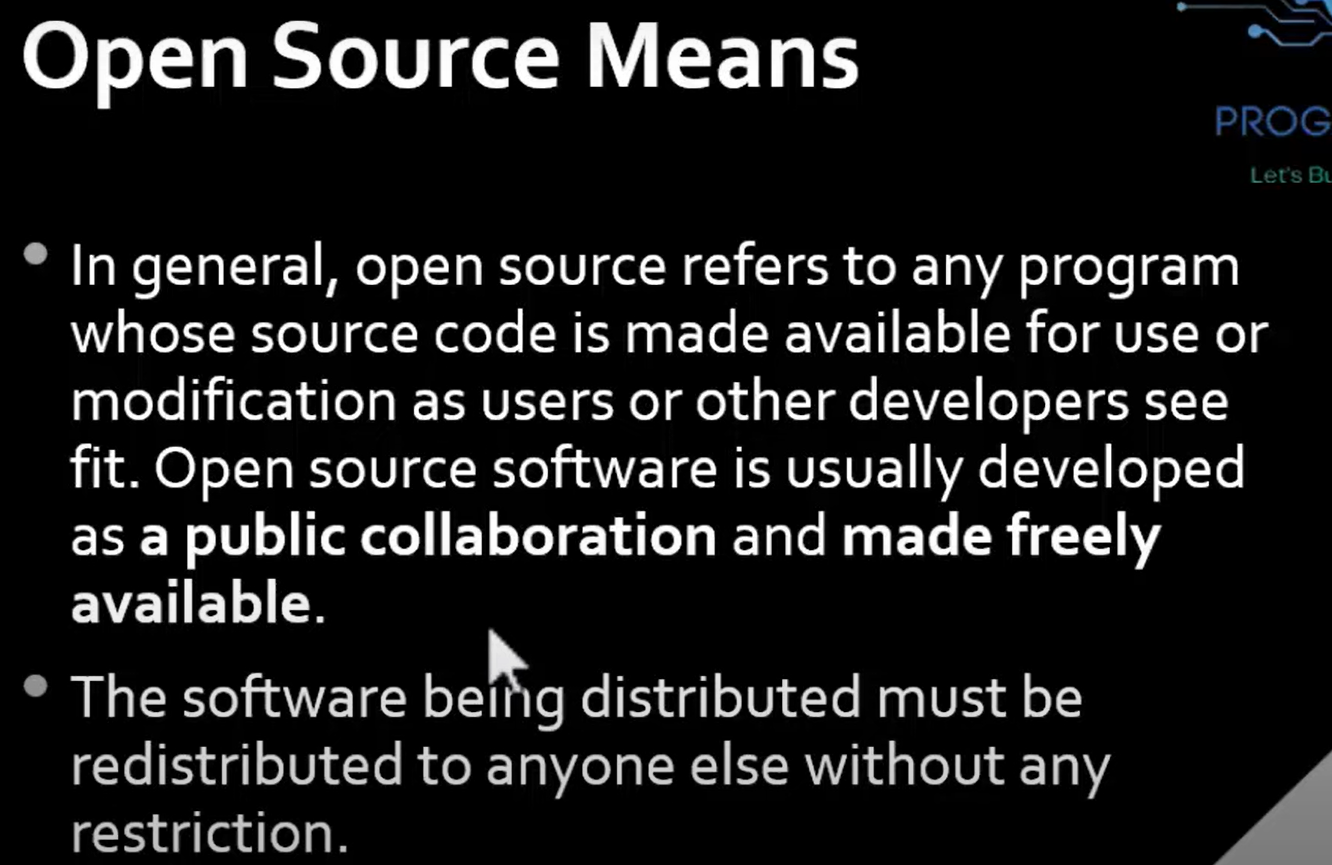 Open Source Means
PROG
Let's Bu
• In general, open source refers to any program
whose source code is made available for use or
modification as users or other developers see
fit. Open source software is usually developed
as a public collaboration and made freely
available.
• The software being distributed must be
redistributed to anyone else without any
restriction.